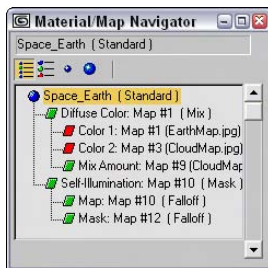 Material/Map Navigator
Space_Earth ( Standard )
Space_Earth ( Standard )
Diffuse Color: Map #1 ( Mix )
Color 1: Map #1 (EarthMap.jpg)
Color 2: Map #3 (CloudMap.jpg)
Mix Amount: Map #9 (CloudMap
Self-Illumination: Map #10 ( Mask )
Map: Map #10 ( Falloff )
Mask: Map #12 ( Falloff )